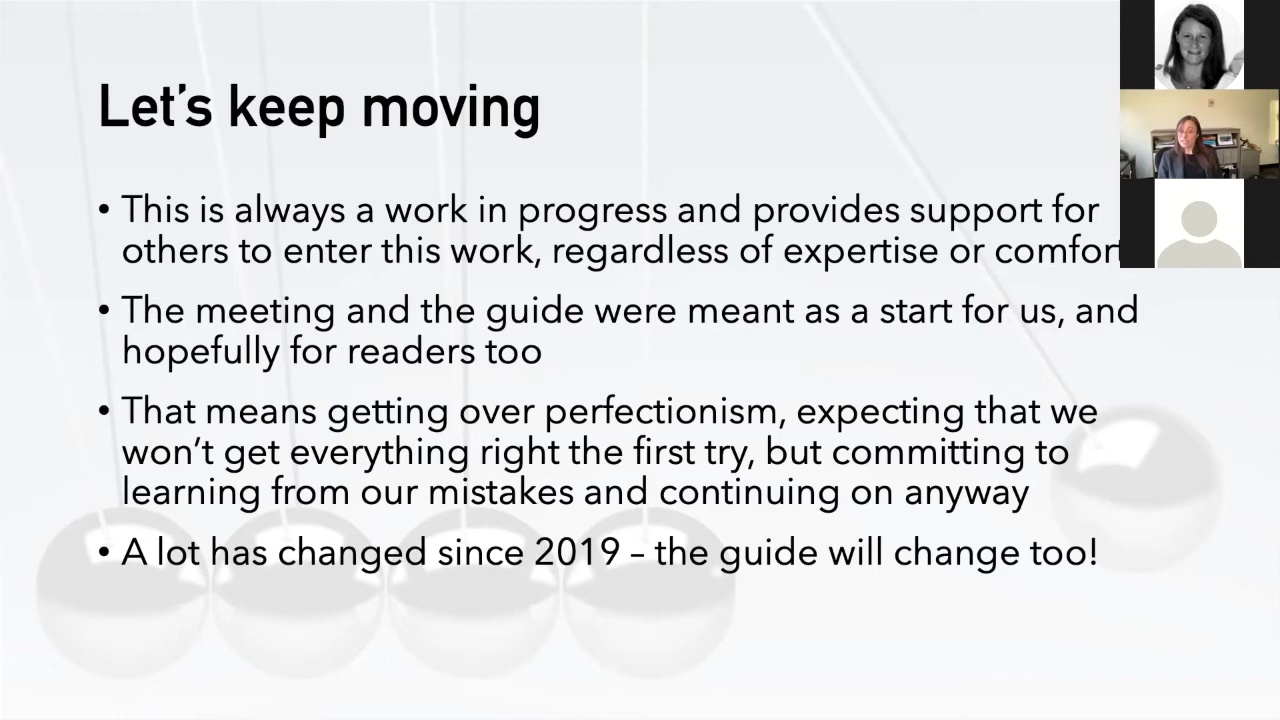 Let's keep moving
• This is always a work in progress and provides support for
others to enter this work, regardless of expertise or comfort
• The meeting and the guide were meant as a start for us, and
hopefully for readers too
• That means getting over perfectionism, expecting that we
won't get everything right the first try, but committing to
learning from our mistakes and continuing on anyway
• A lot has changed since 2019 – the guide will change too!